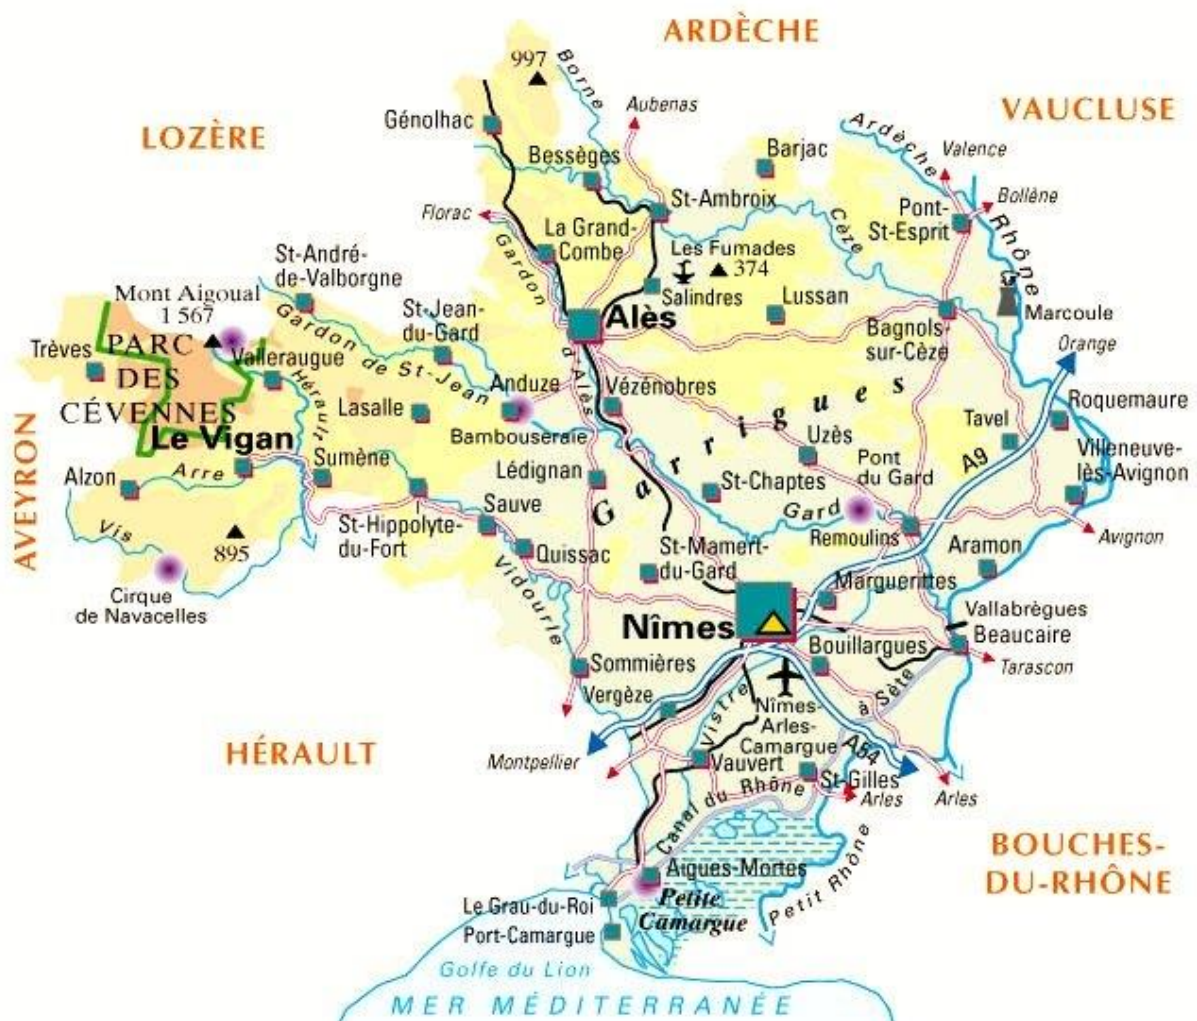 ARDÈCHE
997
Borne
Aubenas
VAUCLUSE
LOZÈRE
Génolhac
Ardèche
Valence
Barjac
Bessèges
Bollène
St-Ambroix
Florac
Pont-
St-Esprit
Cèze
La Grand-
Combe
Gardon
d'Alès
Rhône
Les Fumades
374
St-André-
de-Valborgne
Salindres
Lussan
Marcoule
Mont Aigoual
1 567
St-Jean-
du-Gard
Alès
Bagnols-
sur-Cèze
Orange
Gardon de St-Jean
Trèves
PARC
DES
CÉVENNES
Valleraugue
Hérault
Anduze
Vézénobres
Garrigues
Lasalle
Bambouseraie
Uzès
Tavel
Roquemaure
AVEYRON
Le Vigan
Pont
du Gard
A9
Villeneuve-
lès-Avignon
Alzon
Arre
Sumène
Lédignan
St-Chaptes
Gard
St-Hippolyte-
du-Fort
Sauve
Remoulins
Avignon
Vis
895
Quissac
St-Mamert-
du-Gard
Aramon
Cirque
de Navacelles
Vidourle
Marguerittes
Nîmes
Vallabrègues
Beaucaire
Bouillargues
Tarascon
Sommières
Vergèze
Vistre
Nîmes-
Arles-
Camargue
Canal du Rhône à Sète
HÉRAULT
Montpellier
A54
Vauvert
St-Gilles
Arles
Arles
Petit Rhône
BOUCHES-
DU-RHÔNE
Aigues-Mortes
Le Grau-du-Roi
Petite
Camargue
Port-Camargue
Golfe du Lion
MER MÉDITERRANÉE